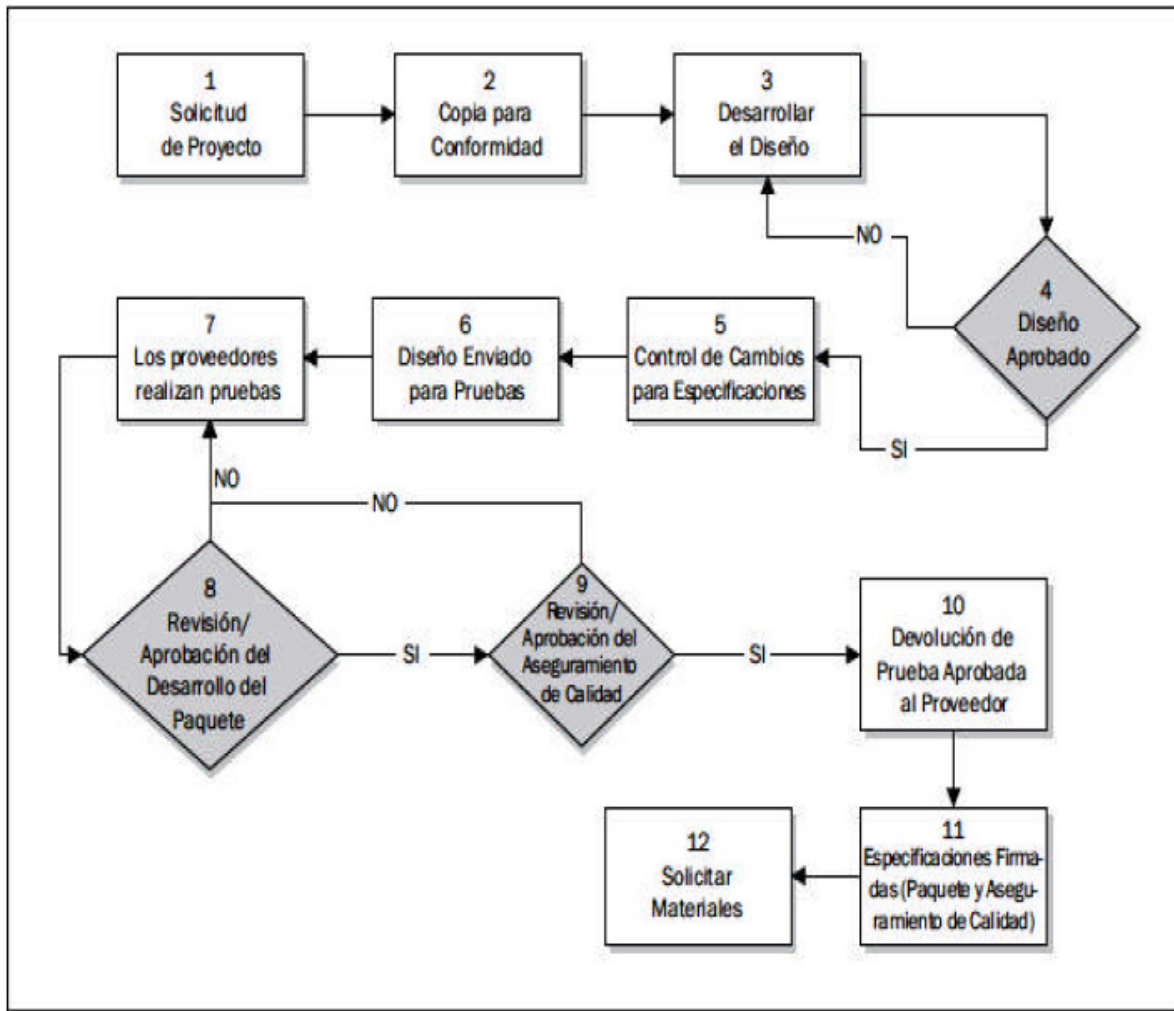 1
Solicitud
de Proyecto
2
Copia para
Conformidad
3
Desarrollar
el Diseño
NO
4
Diseño
Aprobado
7
Los proveedores
realizan pruebas
6
Diseño Enviado
para Pruebas
5
Control de Cambios
para Especificaciones
SI
NO
NO
8
Revisión/
Aprobación del
Desarrollo del
Paquete
SI
9
Revisión/
Aprobación del
Aseguramiento
de Calidad
SI
10
Devolución de
Prueba Aprobada
al Proveedor
12
Solicitar
Materiales
11
Especificaciones Firma-
das (Paquete y Asegu-
ramiento de Calidad)